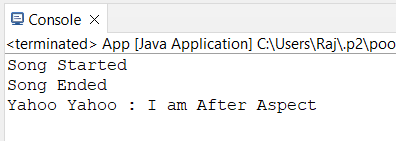 Console
<terminated> App [Java Application] C:\Users\Raj\.p2\poo
Song Started
Song Ended
Yahoo Yahoo : I am After Aspect